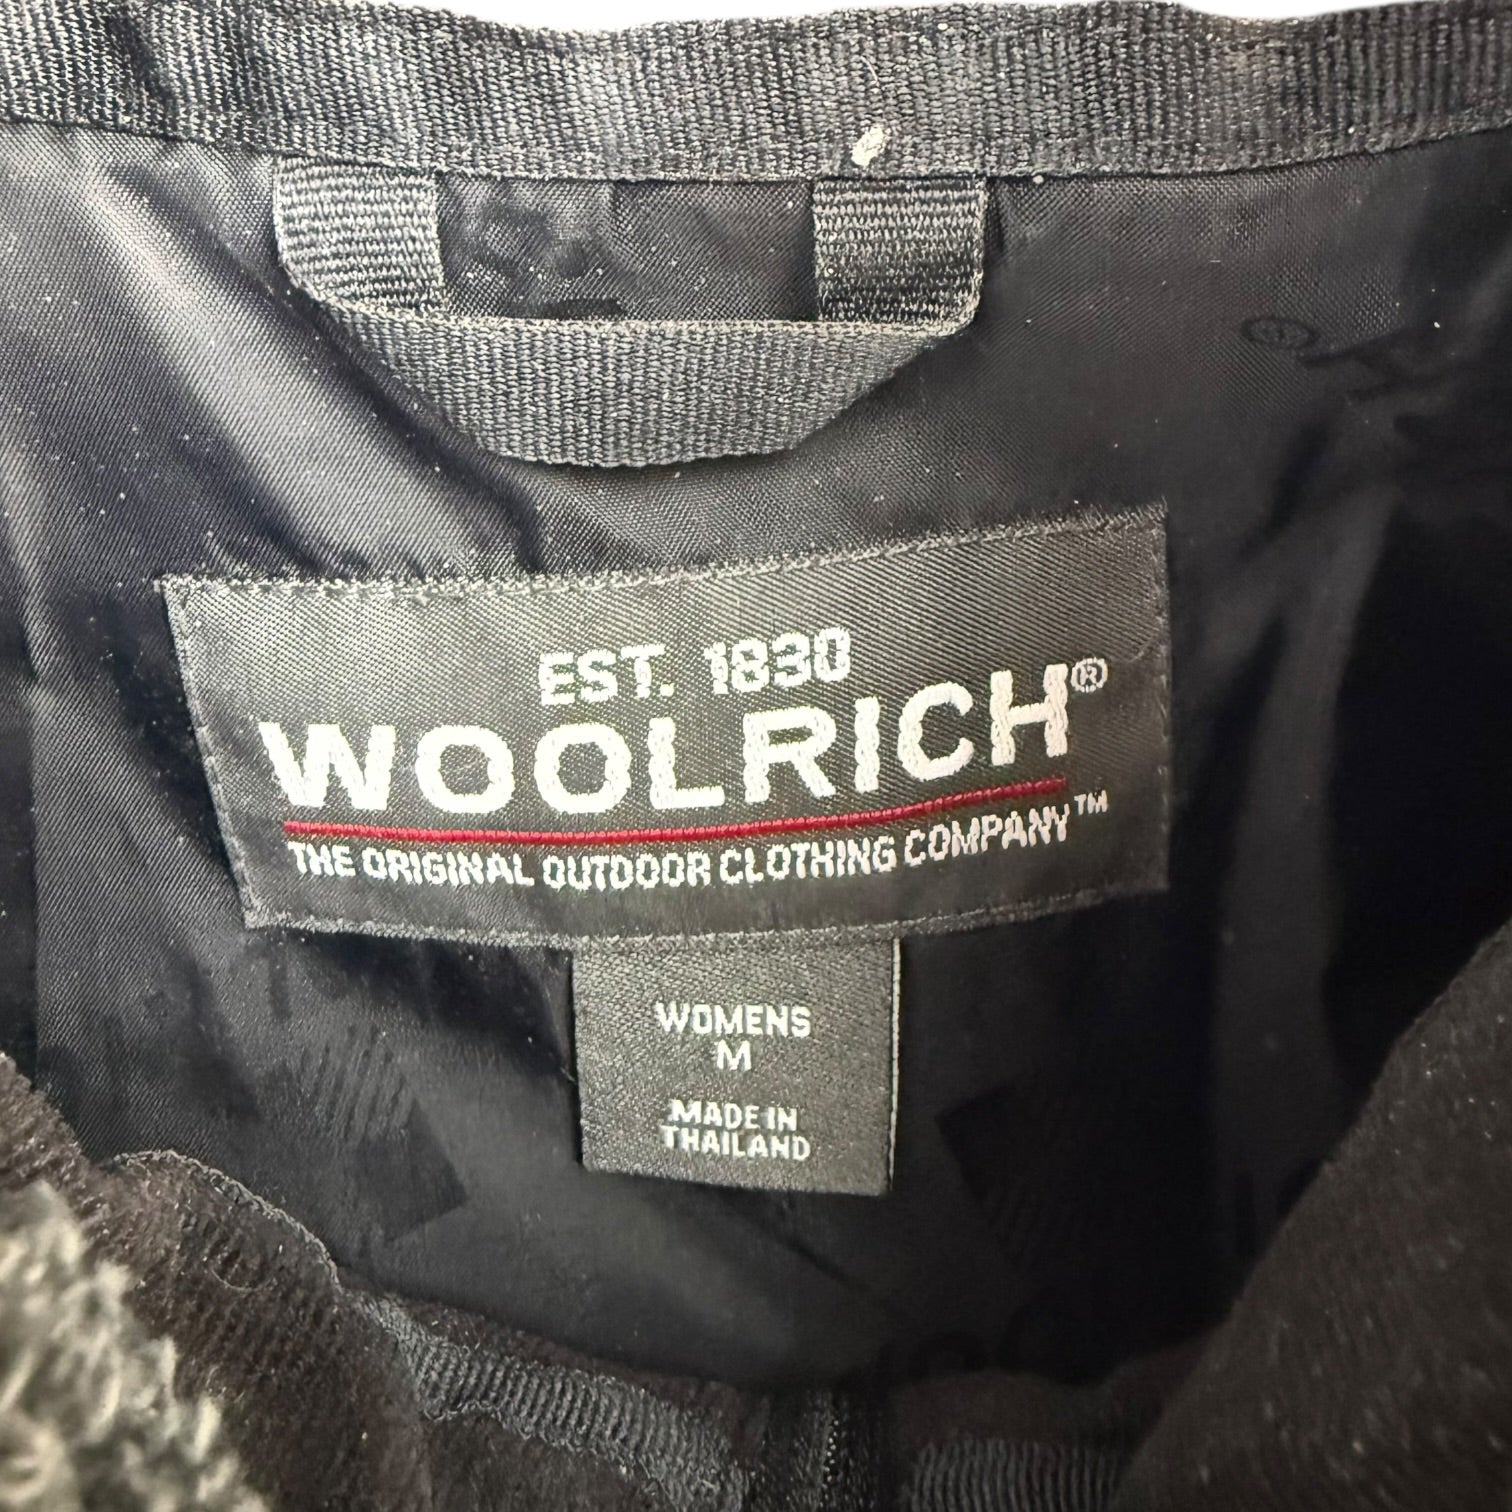 EST. 1830
WOOLRICH®
THE ORIGINAL OUTDOOR CLOTHING COMPANY™
WOMENS
M
MADE IN
THAILAND